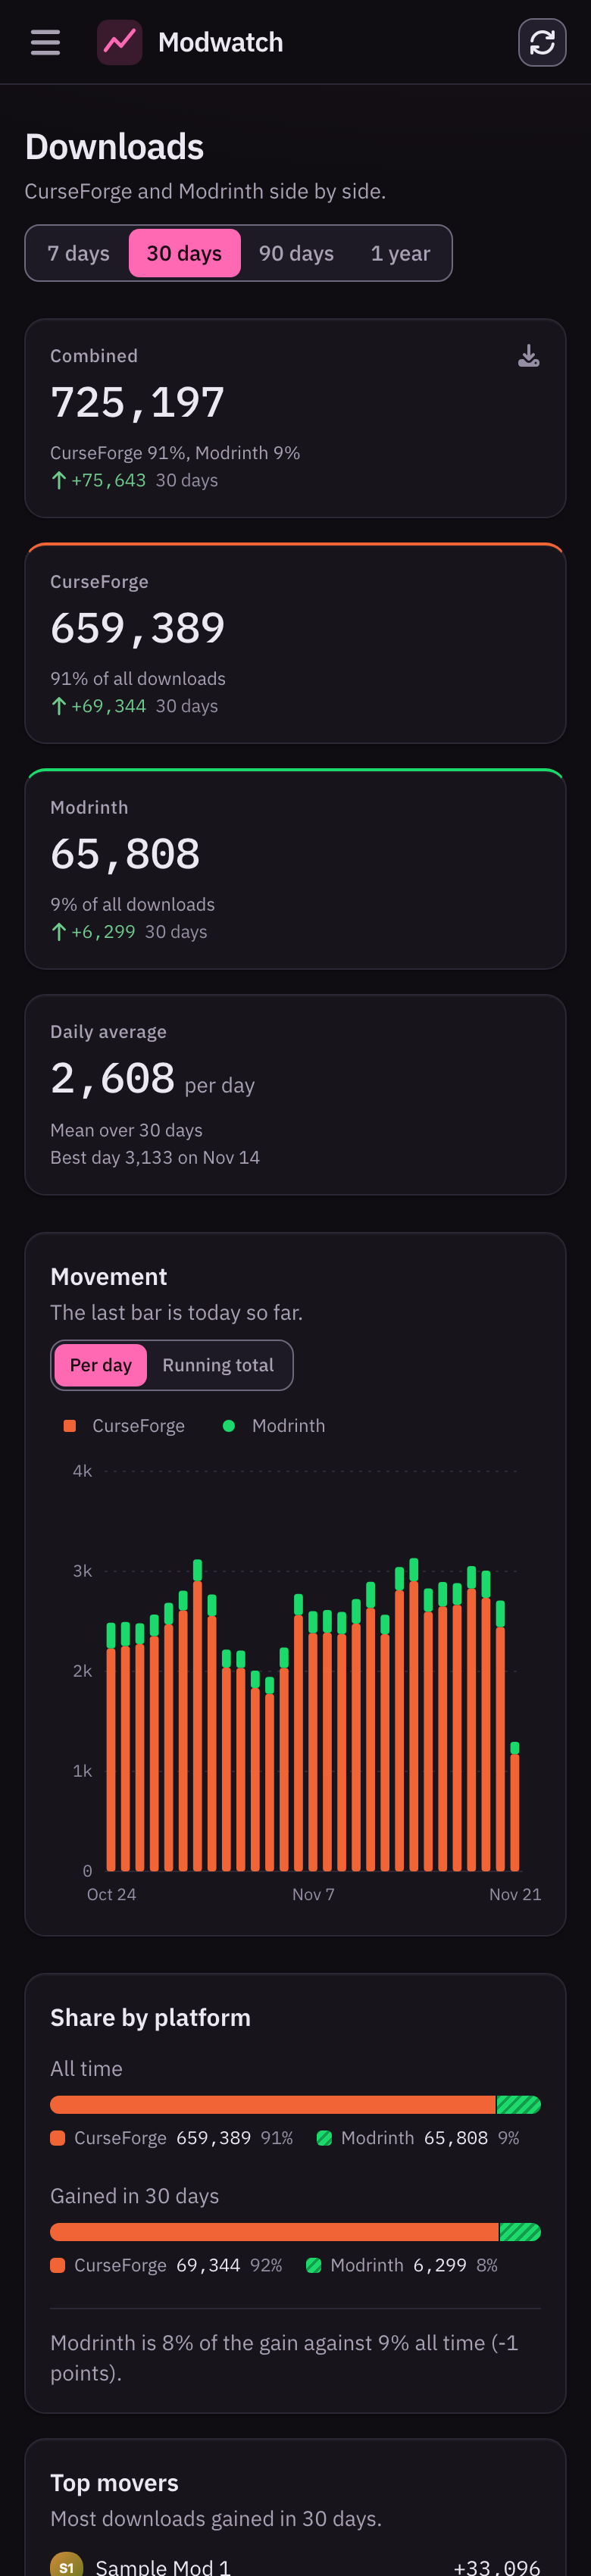 Modwatch
Downloads
CurseForge and Modrinth side by side.
7 days 30 days 90 days 1 year
Combined
725,197
CurseForge 91%, Modrinth 9%
+75,643 30 days
CurseForge
659,389
91% of all downloads
+69,344 30 days
Modrinth
65,808
9% of all downloads
+6,299 30 days
Daily average
2,608 per day
Mean over 30 days
Best day 3,133 on Nov 14
Movement
The last bar is today so far.
Per day Running total
CurseForge Modrinth
4k
3k
2k
1k
0
Oct 24 Nov 7 Nov 21
Share by platform
All time
CurseForge 659,389 91% Modrinth 65,808 9%
Gained in 30 days
CurseForge 69,344 92% Modrinth 6,299 8%
Modrinth is 8% of the gain against 9% all time (-1
points).
Top movers
Most downloads gained in 30 days.
S1 Sample Mod 1 +33,096